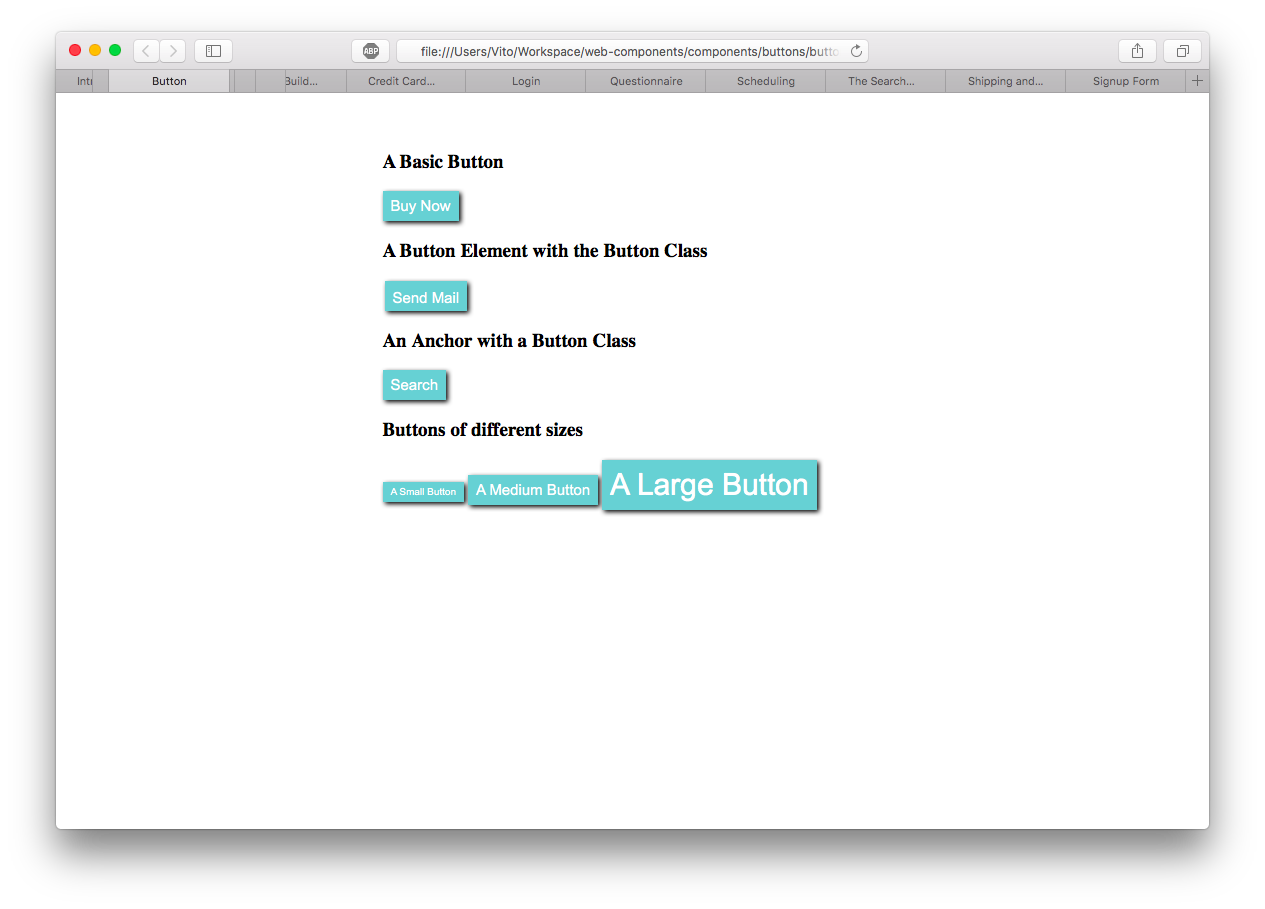 ABP
file:///Users/Vito/Workspace/web-components/components/buttons/butto
Intr
Button
Build...
Credit Card...
Login
Questionnaire
Scheduling
The Search...
Shipping and...
Signup Form
A Basic Button
Buy Now
A Button Element with the Button Class
Send Mail
An Anchor with a Button Class
Search
Buttons of different sizes
A Small Button A Medium Button A Large Button